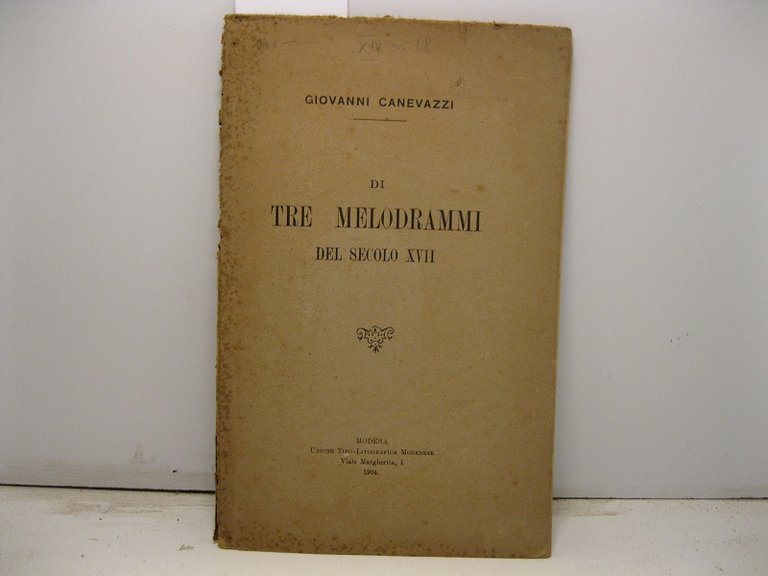 GIOVANNI CANEVAZZI
DI
TRE MELODRAMMI
DEL SECOLO XVII
MODENA
Unione Tipo-Litografica Modenese
Viale Margherita, 1
1904.